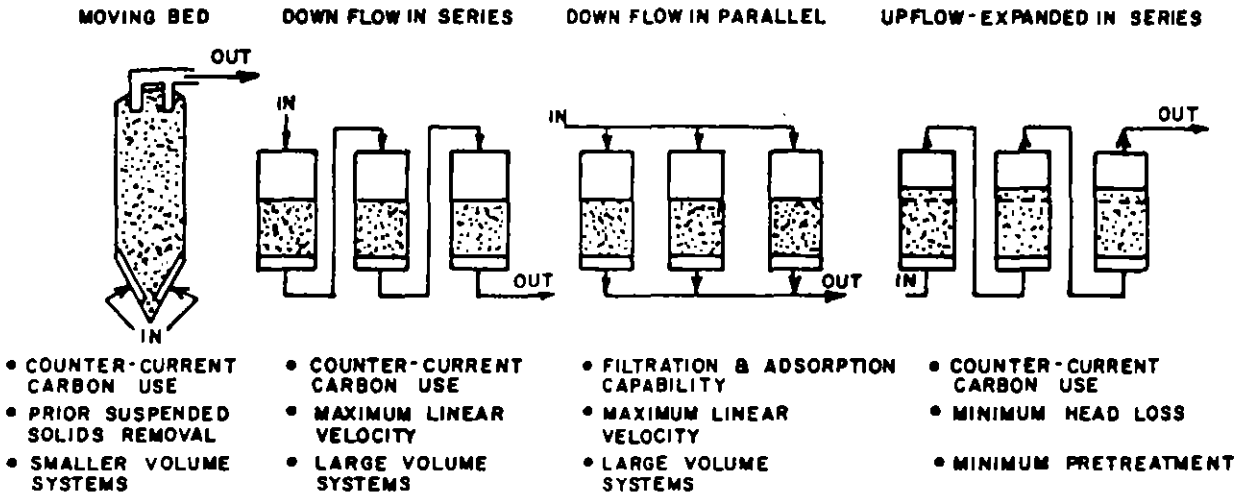 MOVING BED
OUT
IN
• COUNTER-CURRENT
CARBON USE
• PRIOR SUSPENDED
SOLIDS REMOVAL
• SMALLER VOLUME
SYSTEMS
DOWN FLOW IN SERIES
IN
OUT
• COUNTER-CURRENT
CARBON USE
• MAXIMUM LINEAR
VELOCITY
• LARGE VOLUME
SYSTEMS
DOWN FLOW IN PARALLEL
IN
OUT
• FILTRATION & ADSORPTION
CAPABILITY
• MAXIMUM LINEAR
VELOCITY
• LARGE VOLUME
SYSTEMS
UPFLOW-EXPANDED IN SERIES
OUT
IN
• COUNTER-CURRENT
CARBON USE
• MINIMUM HEAD LOSS
• MINIMUM PRETREATMENT